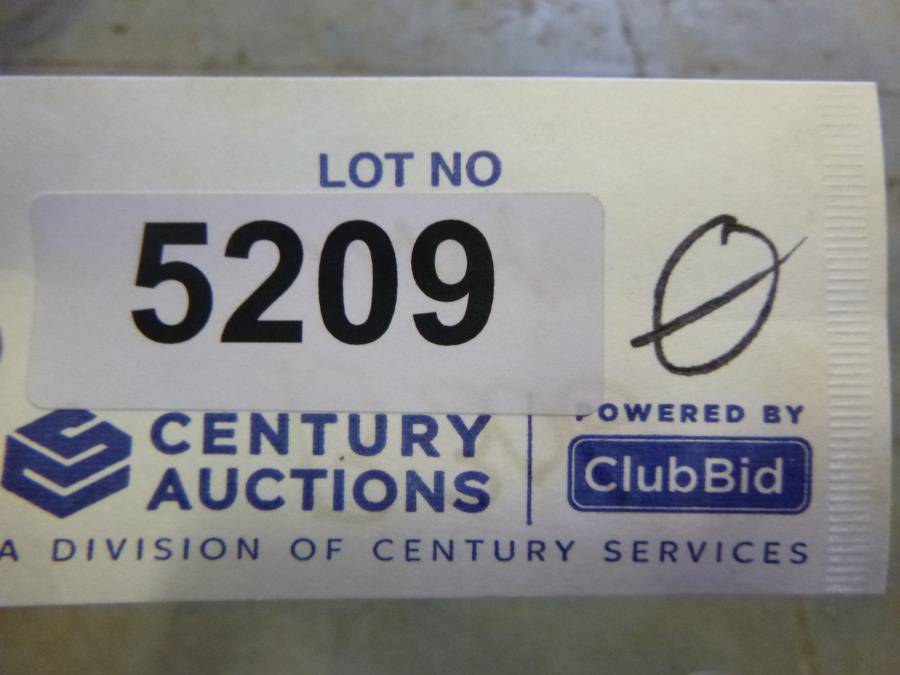 LOT NO
5209 Ø
CENTURY
AUCTIONS
POWERED BY
ClubBid
A DIVISION OF CENTURY SERVICES